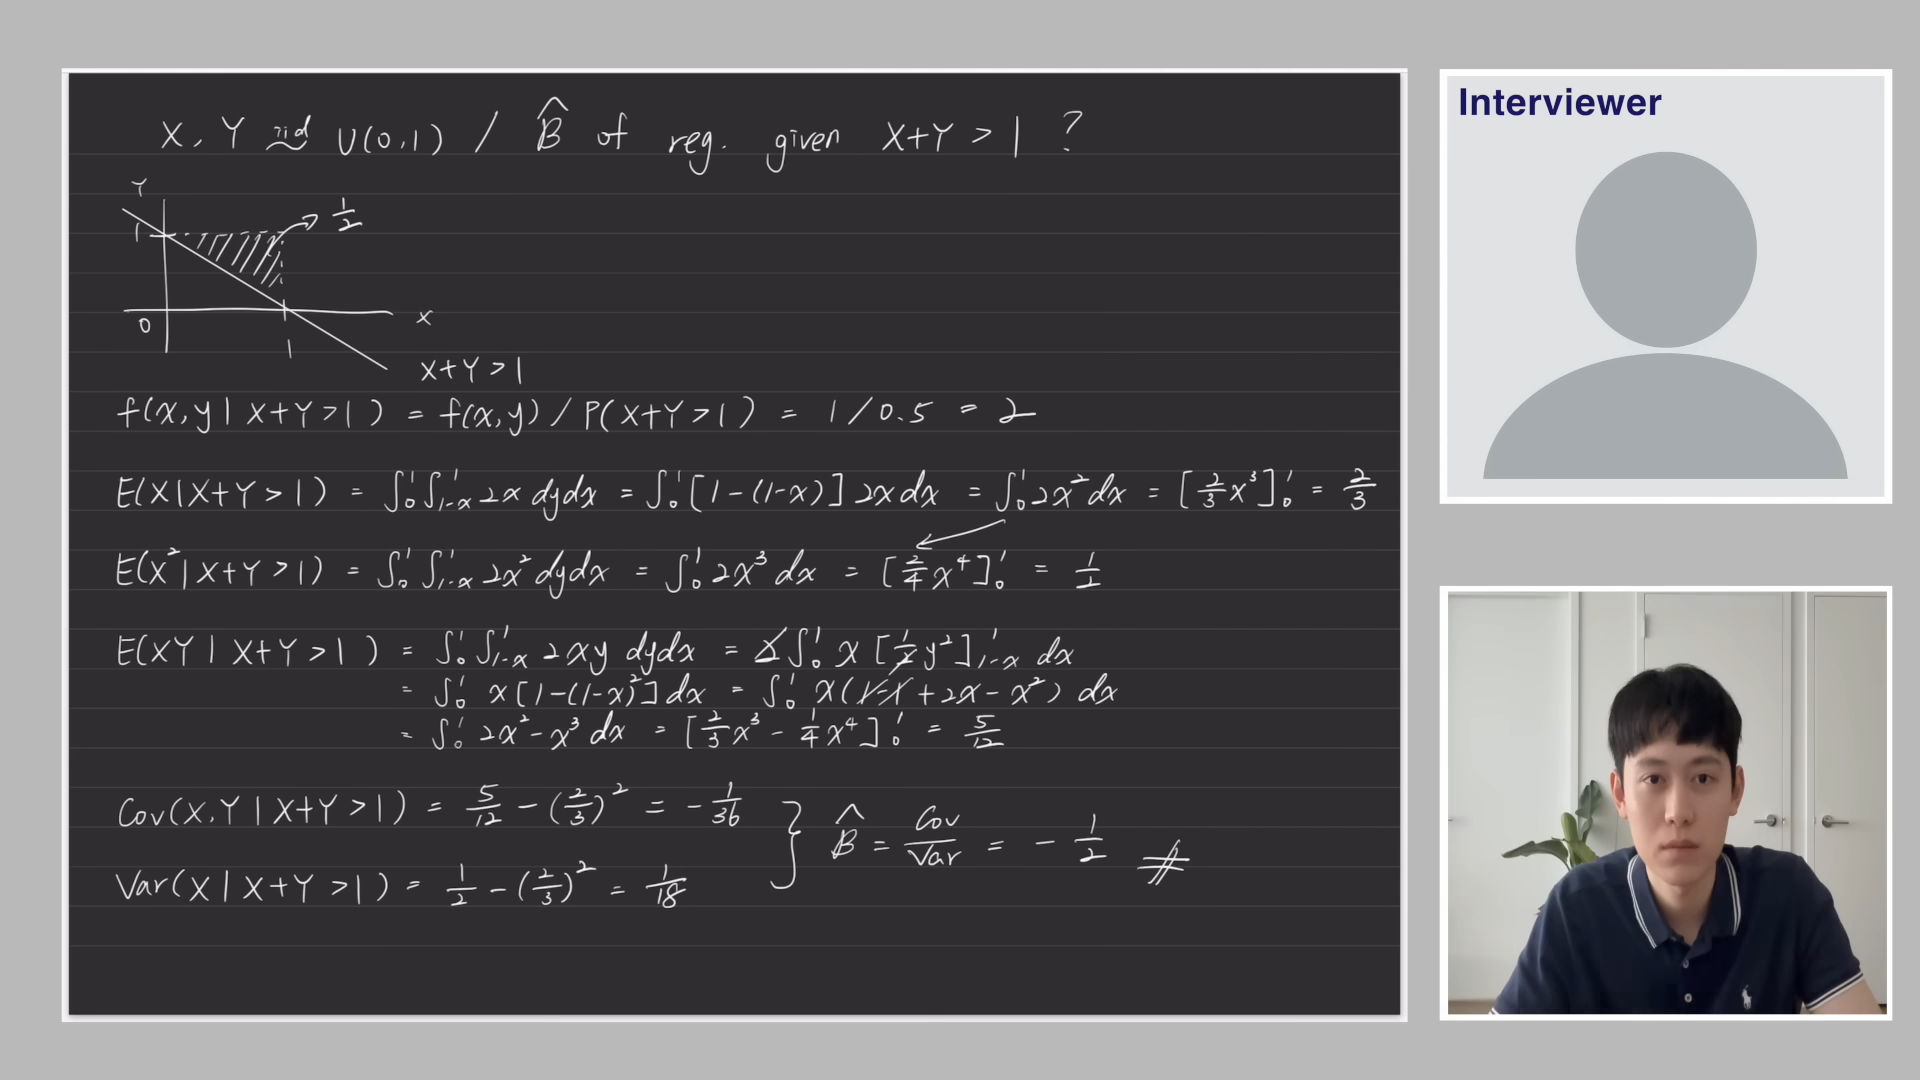 X, Y iid ~ U(0,1) / B̂ of reg. given X+Y > 1 ?
Y
1/2
1
0
X
1
X+Y > 1
f(x,y | X+Y>1) = f(x,y) / P(X+Y>1) = 1 / 0.5 = 2
E(X|X+Y>1) = ∫₀¹∫₁₋ₓ¹ 2x dydx = ∫₀¹[1-(1-x)] 2x dx = ∫₀¹ 2x² dx = [2/3 x³]₀¹ = 2/3
E(X²|X+Y>1) = ∫₀¹∫₁₋ₓ¹ 2x² dydx = ∫₀¹ 2x³ dx = [2/4 x⁴]₀¹ = 1/2
E(XY | X+Y>1) = ∫₀¹∫₁₋ₓ¹ 2xy dydx = 2∫₀¹ x [1/2 y²]₁₋ₓ¹ dx
= ∫₀¹ x[1-(1-x)²] dx = ∫₀¹ x(1-1+2x-x²) dx
= ∫₀¹ 2x²-x³ dx = [2/3 x³ - 1/4 x⁴]₀¹ = 5/12
Cov(X,Y | X+Y>1) = 5/12 - (2/3)² = - 1/36
B̂ = Cov/Var = - 1/2 #
Var(X | X+Y>1) = 1/2 - (2/3)² = 1/18
Interviewer